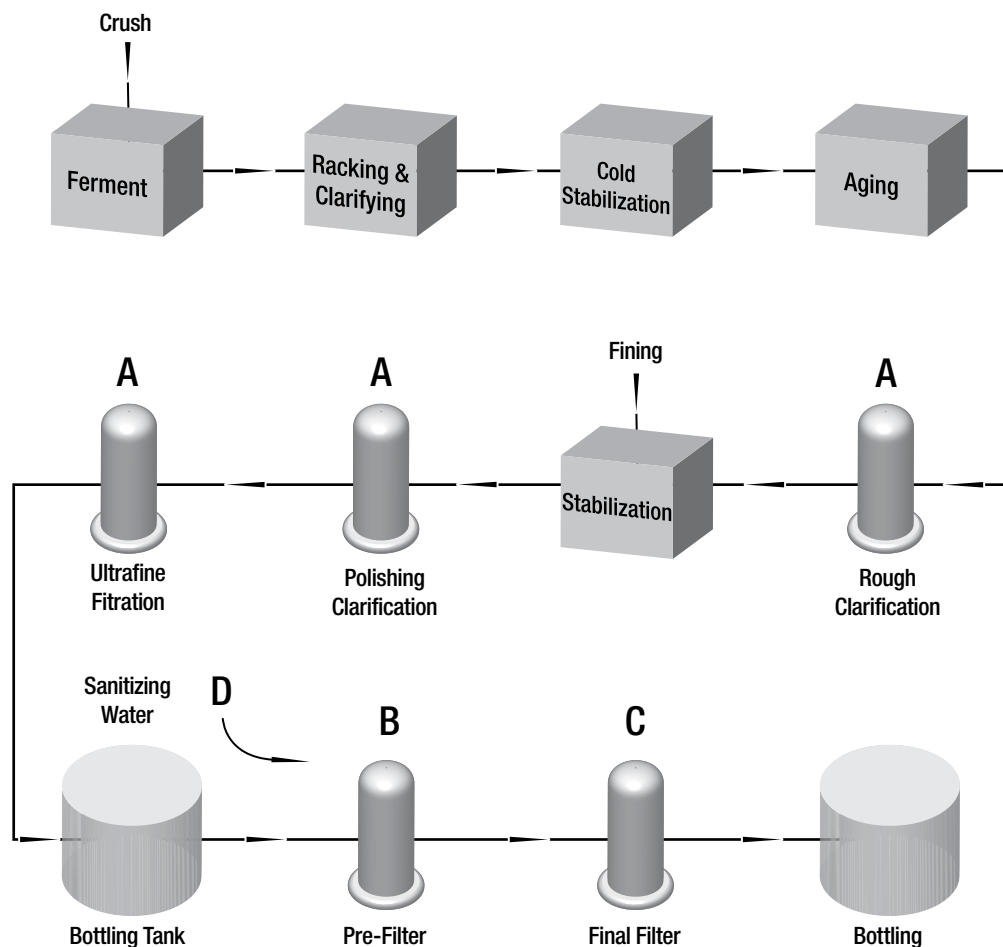 Crush
Ferment
Racking &
Clarifying
Cold
Stabilization
Aging
A
A
Fining
A
Ultrafine
Fitration
Polishing
Clarification
Stabilization
Rough
Clarification
Sanitizing
Water
D
B
C
Bottling Tank
Pre-Filter
Final Filter
Bottling